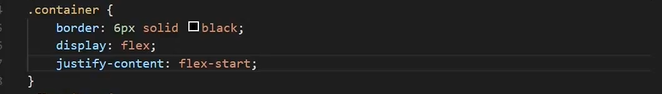 .container {
border: 6px solid black;
display: flex;
justify-content: flex-start;
}